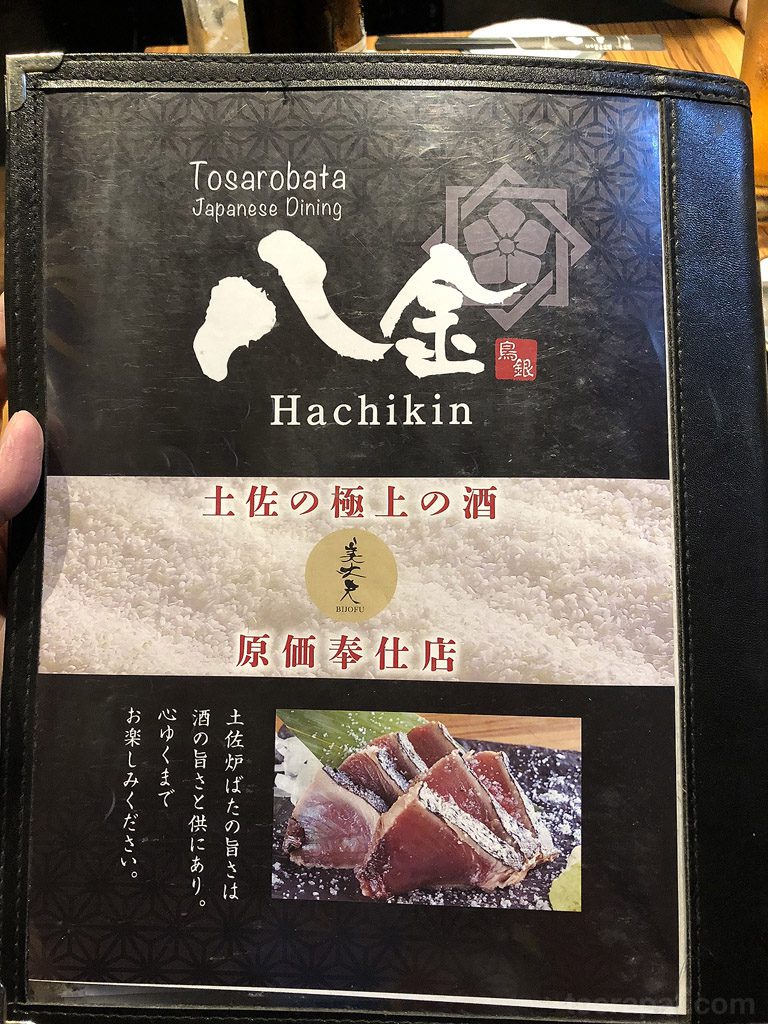 Tosarobata
Japanese Dining
八金
鳥銀
Hachikin
土佐の極上の酒
美丈夫
BIJOFU
原価奉仕店
土佐炉ばたの旨さは
酒の旨さと供にあり。
心ゆくまで
お楽しみください。